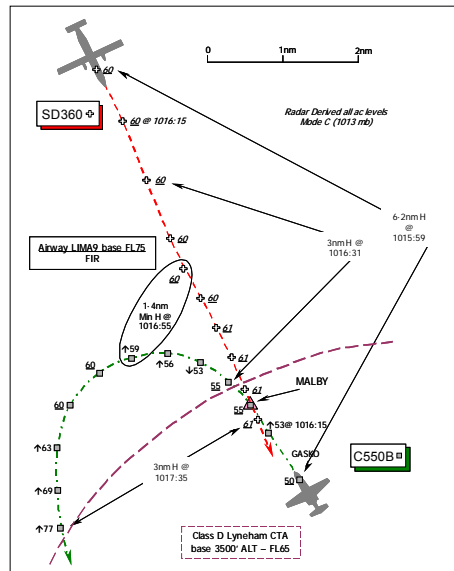 0 1nm 2nm
60
SD360
60 @ 1016:15
Radar Derived all ac levels
Mode C (1013 mb)
60
6·2nm H
@
1015:59
3nm H @
1016:31
Airway LIMA9 base FL75
FIR
60
60
1·4nm
Min H @
1016:55
60
61
↑59
↑56
61
60
↓53
55
61
MALBY
60
55
61
↑53@ 1016:15
↑63
3nm H @
1017:35
GASKO
C550B
↑69
50
↑77
Class D Lyneham CTA
base 3500' ALT – FL65